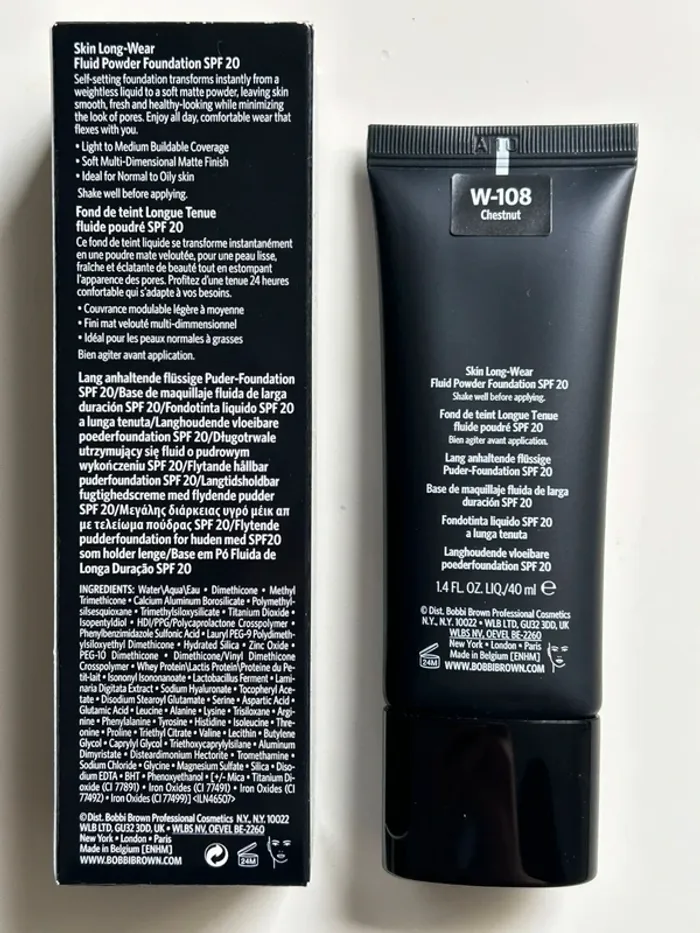 Skin Long-Wear
Fluid Powder Foundation SPF 20
Self-setting foundation transforms instantly from a
weightless liquid to a soft matte powder, leaving skin
smooth, fresh and healthy-looking while minimizing
the look of pores. Enjoy all day, comfortable wear that
flexes with you.
• Light to Medium Buildable Coverage
• Soft Multi-Dimensional Matte Finish
• Ideal for Normal to Oily skin
Shake well before applying.
Fond de teint Longue Tenue
fluide poudré SPF 20
Ce fond de teint liquide se transforme instantanément
en une poudre mate veloutée, pour une peau lisse,
fraîche et éclatante de beauté tout en estompant
l'apparence des pores. Profitez d'une tenue 24 heures
confortable qui s'adapte à vos besoins.
• Couvrance modulable légère à moyenne
• Fini mat velouté multi-dimmensionnel
• Idéal pour les peaux normales à grasses
Bien agiter avant application.
Lang anhaltende flüssige Puder-Foundation
SPF 20/Base de maquillaje fluida de larga
duración SPF 20/Fondotinta liquido SPF 20
a lunga tenuta/Langhoudende vloeibare
poederfoundation SPF 20/Długotrwale
utrzymujący się fluid o pudrowym
wykończeniu SPF 20/Flytande hållbar
puderfoundation SPF 20/Langtidsholdbar
fugtighedscreme med flydende pudder
SPF 20/Μεγάλης διάρκειας υγρό μέικ απ
με τελείωμα πούδρας SPF 20/Flytende
pudderfoundation for huden med SPF20
som holder lenge/Base em Pó Fluida de
Longa Duração SPF 20
INGREDIENTS: Water\Aqua\Eau • Dimethicone • Methyl
Trimethicone • Calcium Aluminum Borosilicate • Polymethyl-
silsesquioxane • Trimethylsiloxysilicate • Titanium Dioxide •
Isopentyldiol • HDI/PPG/Polycaprolactone Crosspolymer •
Phenylbenzimidazole Sulfonic Acid • Lauryl PEG-9 Polydimeth-
ylsiloxyethyl Dimethicone • Hydrated Silica • Zinc Oxide •
PEG-10 Dimethicone • Dimethicone/Vinyl Dimethicone
Crosspolymer • Whey Protein\Lactis Protein\Proteine du Pe-
tit-lait • Isononyl Isononanoate • Lactobacillus Ferment • Lami-
naria Digitata Extract • Sodium Hyaluronate • Tocopheryl Ace-
tate • Disodium Stearoyl Glutamate • Serine • Aspartic Acid •
Glutamic Acid • Leucine • Alanine • Lysine • Trisiloxane • Argi-
nine • Phenylalanine • Tyrosine • Histidine • Isoleucine • Thre-
onine • Proline • Triethyl Citrate • Valine • Lecithin • Butylene
Glycol • Caprylyl Glycol • Triethoxycaprylylsilane • Aluminum
Dimyristate • Disteardimonium Hectorite • Tromethamine •
Sodium Chloride • Glycine • Magnesium Sulfate • Silica • Diso-
dium EDTA • BHT • Phenoxyethanol • [+/- Mica • Titanium Di-
oxide (CI 77891) • Iron Oxides (CI 77491) • Iron Oxides (CI
77492) • Iron Oxides (CI 77499)] <ILN46507>
©Dist. Bobbi Brown Professional Cosmetics N.Y., N.Y. 10022
WLB LTD, GU32 3DD, UK • WLBS NV, OEVEL BE-2260
New York • London • Paris
Made in Belgium [ENHM]
WWW.BOBBIBROWN.COM
24M
W-108
Chestnut
Skin Long-Wear
Fluid Powder Foundation SPF 20
Shake well before applying.
Fond de teint Longue Tenue
fluide poudré SPF 20
Bien agiter avant application.
Lang anhaltende flüssige
Puder-Foundation SPF 20
Base de maquillaje fluida de larga
duración SPF 20
Fondotinta liquido SPF 20
a lunga tenuta
Langhoudende vloeibare
poederfoundation SPF 20
1.4 FL. OZ. LIQ./40 ml ℮
© Dist. Bobbi Brown Professional Cosmetics
N.Y., N.Y. 10022 • WLB LTD, GU32 3DD, UK
WLBS NV, OEVEL BE-2260
New York • London • Paris
Made in Belgium [ENHM]
24M WWW.BOBBIBROWN.COM